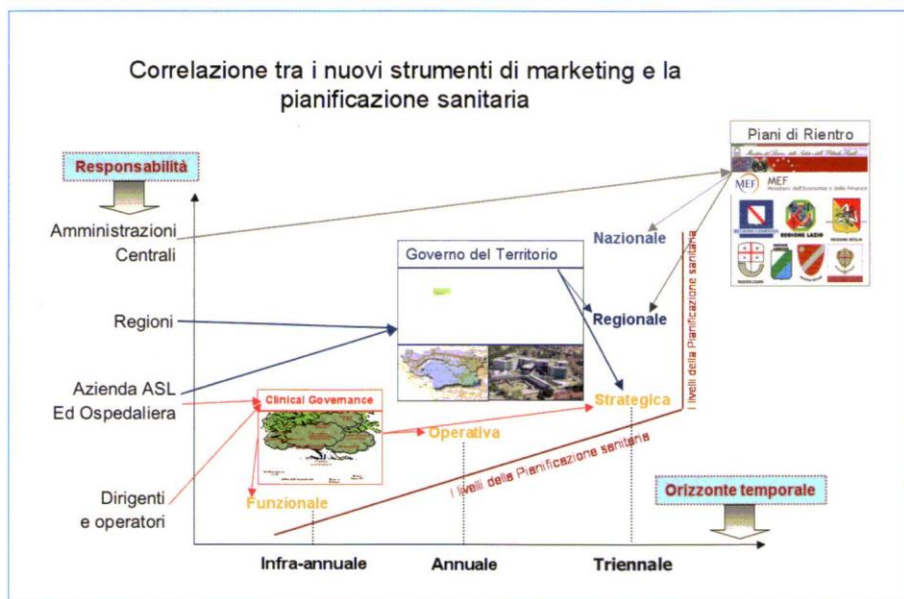 Correlazione tra i nuovi strumenti di marketing e la
pianificazione sanitaria
Piani di Rientro
MEF
MEF
Ministero dell'Economia e delle Finanze
REGIONE LAZIO
Responsabilità
Amministrazioni
Centrali
Nazionale
Governo del Territorio
Regioni
Regionale
I livelli della Pianificazione sanitaria
Azienda ASL
Ed Ospedaliera
Clinical Governance
Strategica
Operativa
I livelli della Pianificazione sanitaria
Dirigenti
e operatori
Funzionale
Orizzonte temporale
Infra-annuale
Annuale
Triennale